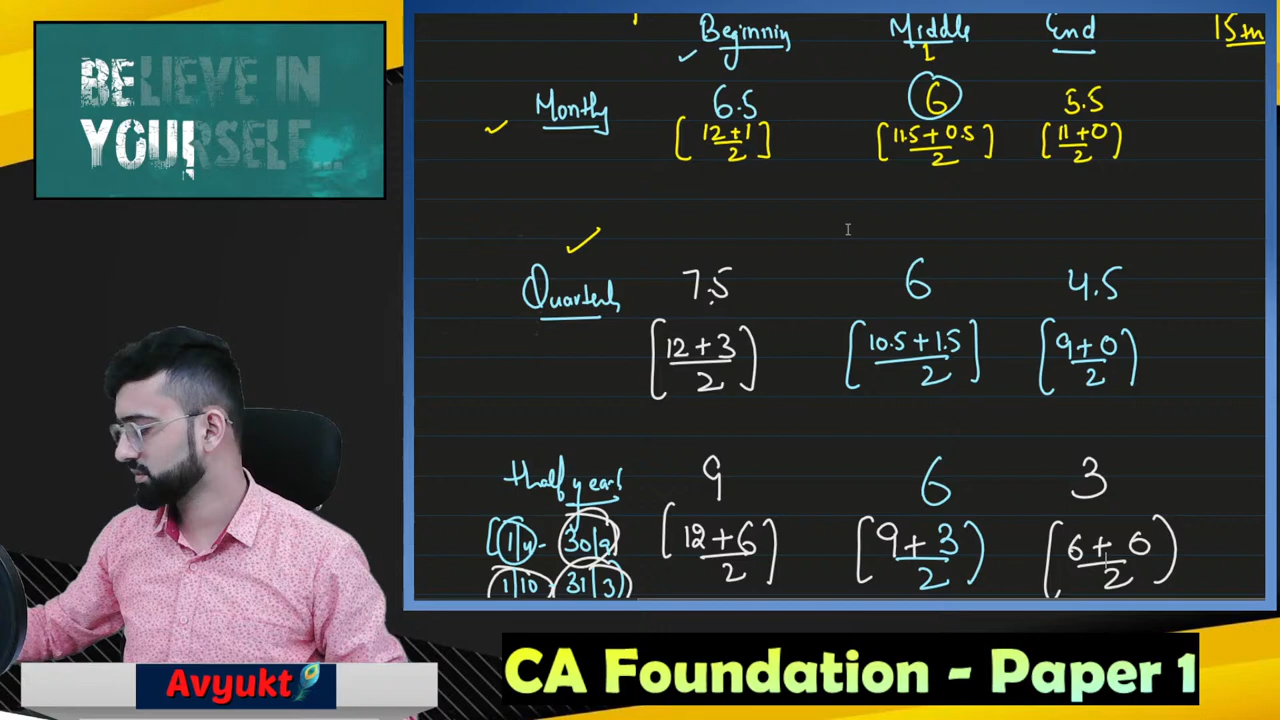 BELIEVE IN
YOURSELF...
Beginnin
Middle
End
15th
Monthly
6.5
6
5.5
[12+1/2]
[11.5+0.5/2]
[11+0/2]
Quarterly
7.5
6
4.5
[12+3/2]
[10.5+1.5/2]
[9+0/2]
Half yearl
9
6
3
[1|4 - 30|9
[12+6/2]
[9+3/2]
[6+0/2]
1|10 - 31|3
Avyukt
CA Foundation - Paper 1